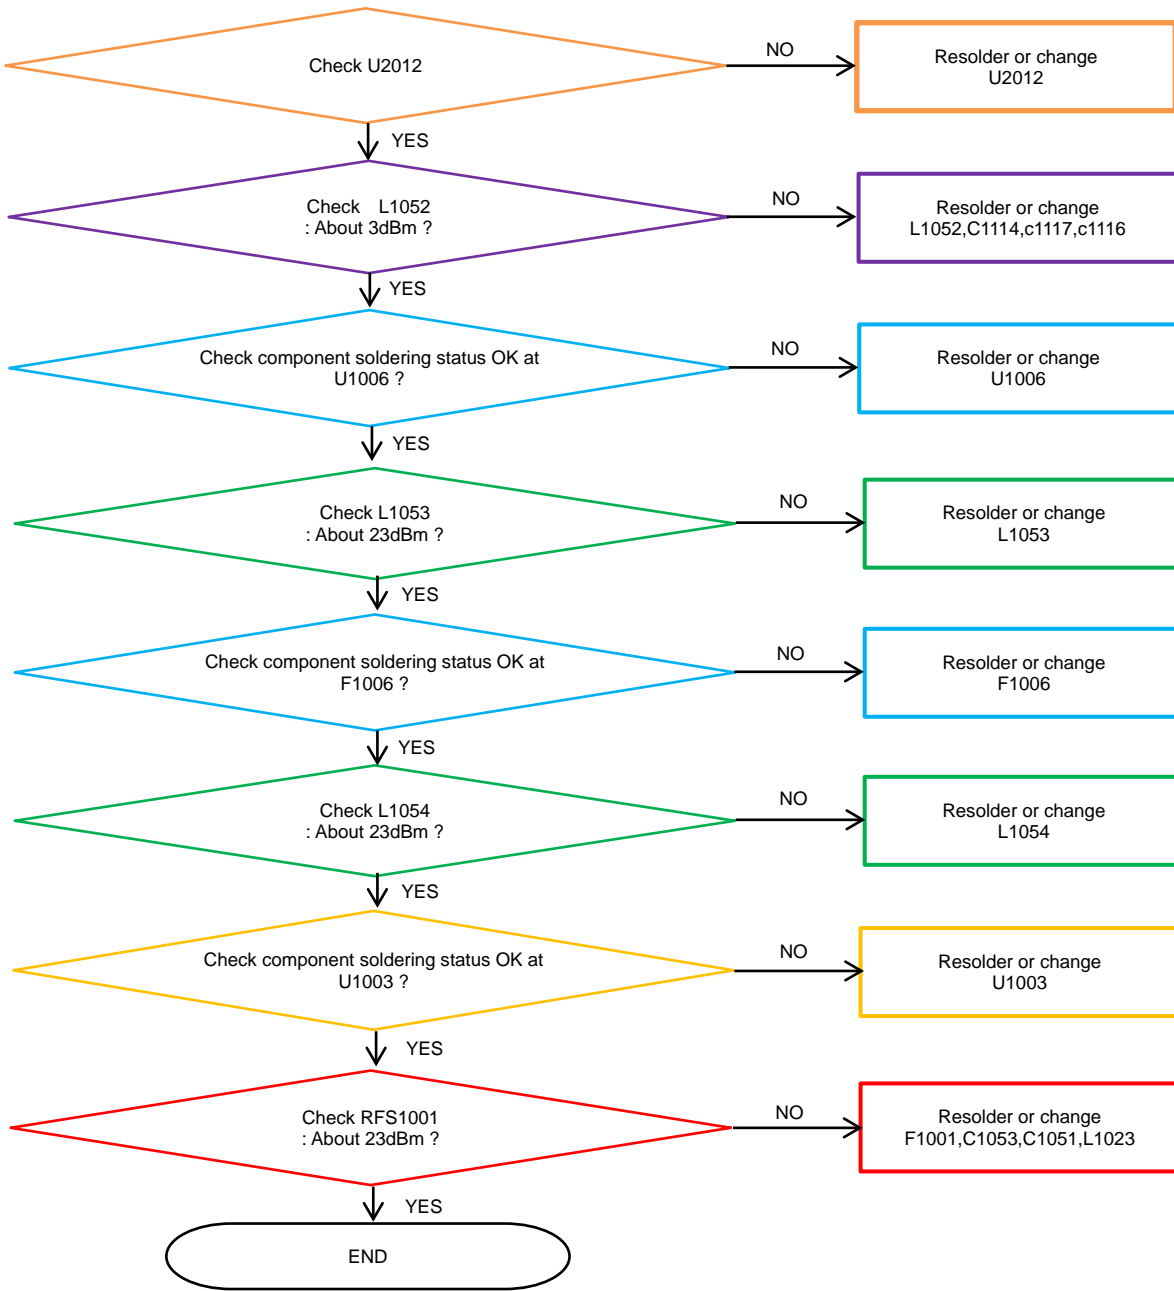 Check U2012
NO
Resolder or change
U2012
YES
Check L1052
: About 3dBm ?
NO
Resolder or change
L1052,C1114,c1117,c1116
YES
Check component soldering status OK at
U1006 ?
NO
Resolder or change
U1006
YES
Check L1053
: About 23dBm ?
NO
Resolder or change
L1053
YES
Check component soldering status OK at
F1006 ?
NO
Resolder or change
F1006
YES
Check L1054
: About 23dBm ?
NO
Resolder or change
L1054
YES
Check component soldering status OK at
U1003 ?
NO
Resolder or change
U1003
YES
Check RFS1001
: About 23dBm ?
NO
Resolder or change
F1001,C1053,C1051,L1023
YES
END